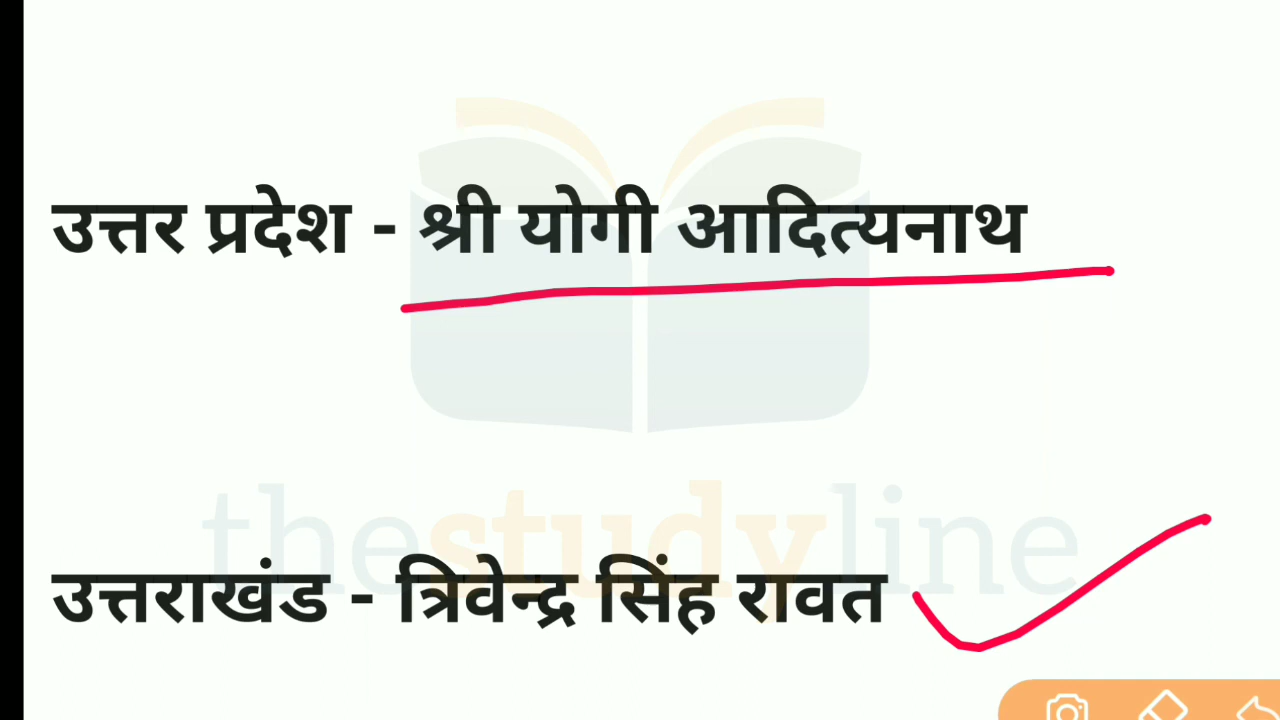 उत्तर प्रदेश - श्री योगी आदित्यनाथ
thestudyline
उत्तराखंड - त्रिवेन्द्र सिंह रावत